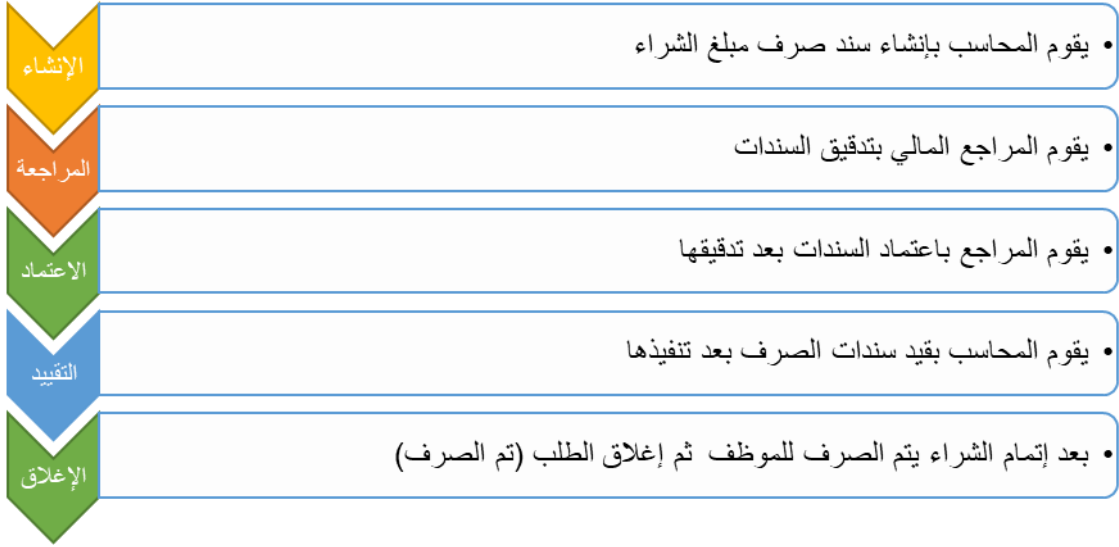 الإنشاء
• يقوم المحاسب بإنشاء سند صرف مبلغ الشراء
المراجعة
• يقوم المراجع المالي بتدقيق السندات
الاعتماد
• يقوم المراجع باعتماد السندات بعد تدقيقها
التقييد
• يقوم المحاسب بقيد سندات الصرف بعد تنفيذها
الإغلاق
• بعد إتمام الشراء يتم الصرف للموظف ثم إغلاق الطلب (تم الصرف)